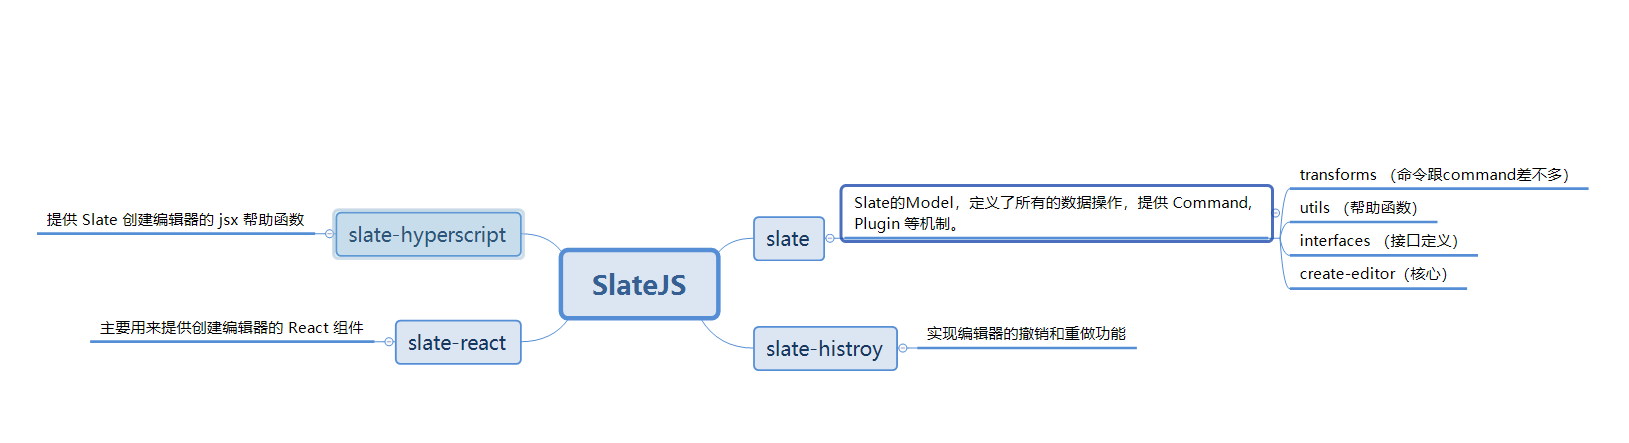 SlateJS
slate-hyperscript
提供 Slate 创建编辑器的 jsx 帮助函数
slate-react
主要用来提供创建编辑器的 React 组件
slate
Slate的Model，定义了所有的数据操作，提供 Command,
Plugin 等机制。
transforms （命令跟command差不多）
utils （帮助函数）
interfaces （接口定义）
create-editor（核心）
slate-histroy
实现编辑器的撤销和重做功能